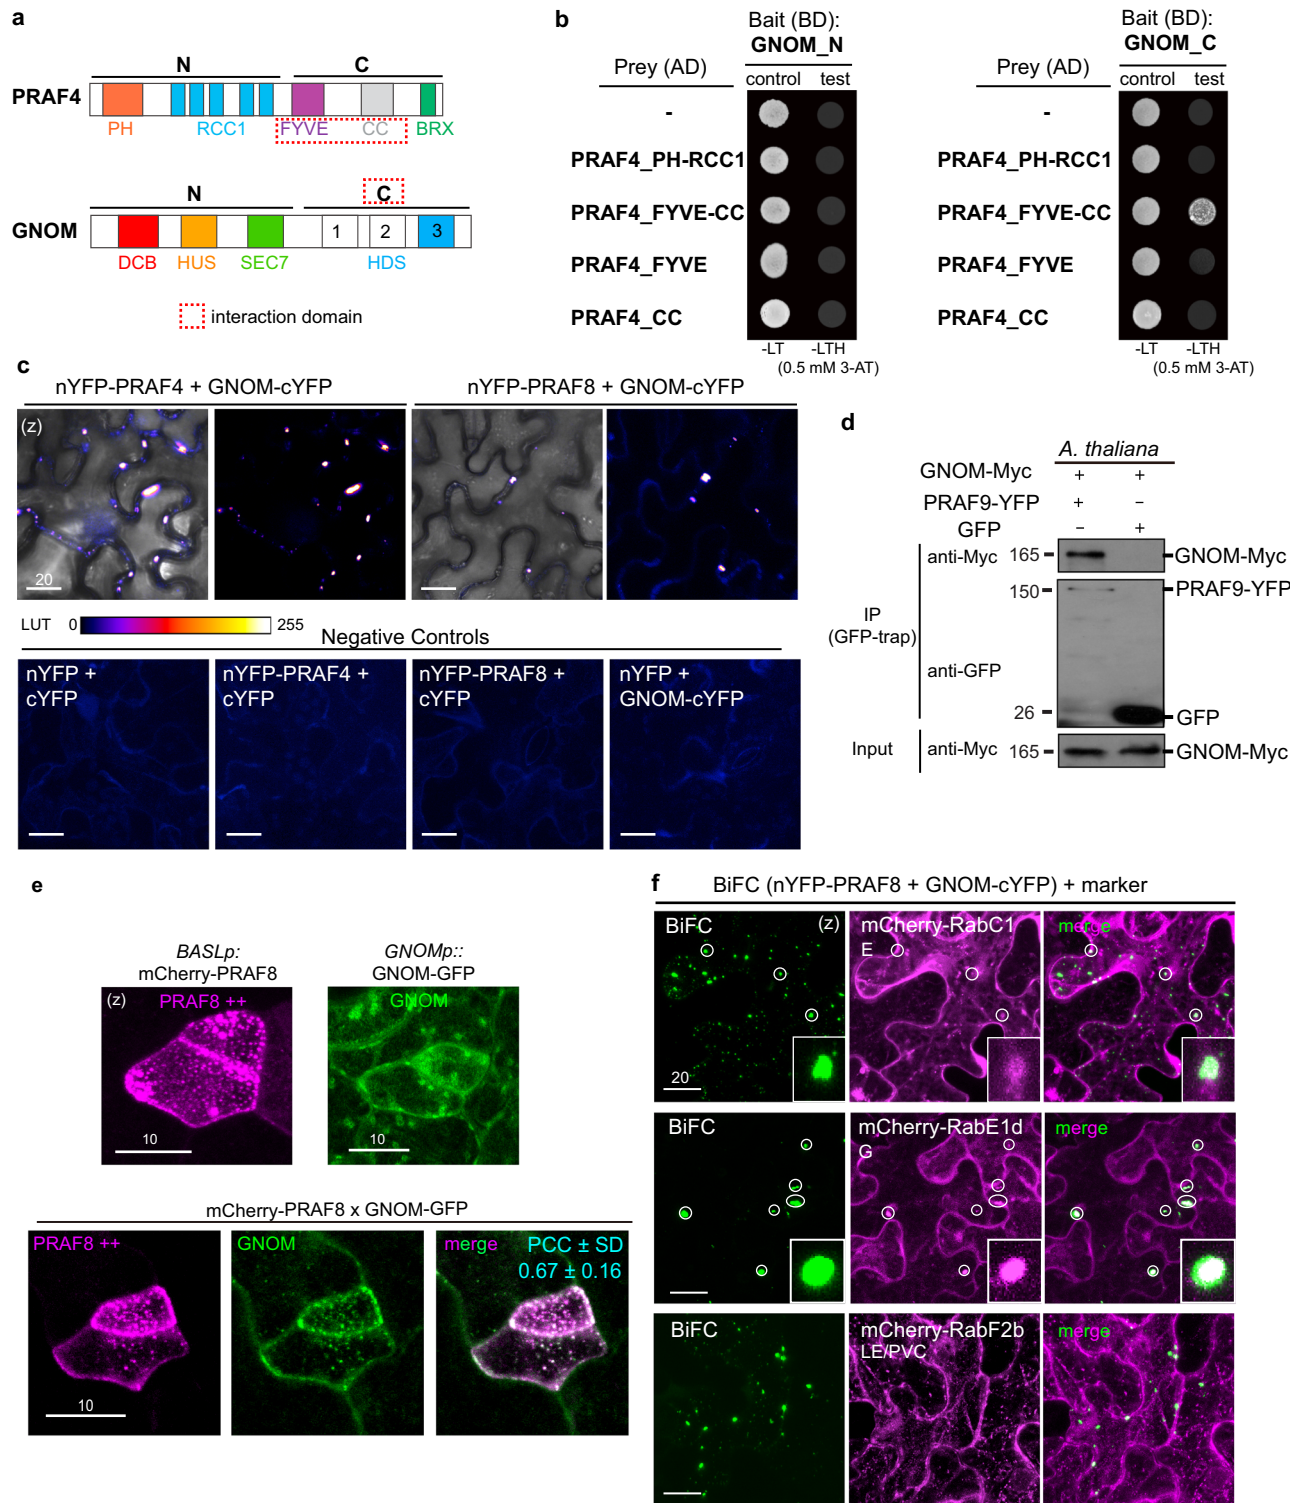 a
N C
PRAF4
PH RCC1 FYVE CC BRX
N C
GNOM
1 2 3
DCB HUS SEC7 HDS
interaction domain
b
Bait (BD):
GNOM_N
Prey (AD)
control test
-
PRAF4_PH-RCC1
PRAF4_FYVE-CC
PRAF4_FYVE
PRAF4_CC
-LT -LTH
(0.5 mM 3-AT)
Bait (BD):
GNOM_C
Prey (AD)
control test
-
PRAF4_PH-RCC1
PRAF4_FYVE-CC
PRAF4_FYVE
PRAF4_CC
-LT -LTH
(0.5 mM 3-AT)
c
nYFP-PRAF4 + GNOM-cYFP
nYFP-PRAF8 + GNOM-cYFP
(z)
20
LUT 0 255
Negative Controls
nYFP +
cYFP
nYFP-PRAF4 +
cYFP
nYFP-PRAF8 +
cYFP
nYFP +
GNOM-cYFP
d
A. thaliana
GNOM-Myc + +
PRAF9-YFP + −
GFP − +
IP
(GFP-trap)
anti-Myc 165 GNOM-Myc
150 PRAF9-YFP
anti-GFP
26 GFP
Input anti-Myc 165 GNOM-Myc
e
BASLp:
mCherry-PRAF8
(z)
PRAF8 ++
10
GNOMp::
GNOM-GFP
GNOM
10
mCherry-PRAF8 x GNOM-GFP
PRAF8 ++
10
GNOM
merge
PCC ± SD
0.67 ± 0.16
f
BiFC (nYFP-PRAF8 + GNOM-cYFP) + marker
BiFC (z)
20
mCherry-RabC1
E
merge
BiFC
mCherry-RabE1d
G
merge
BiFC
mCherry-RabF2b
LE/PVC
merge